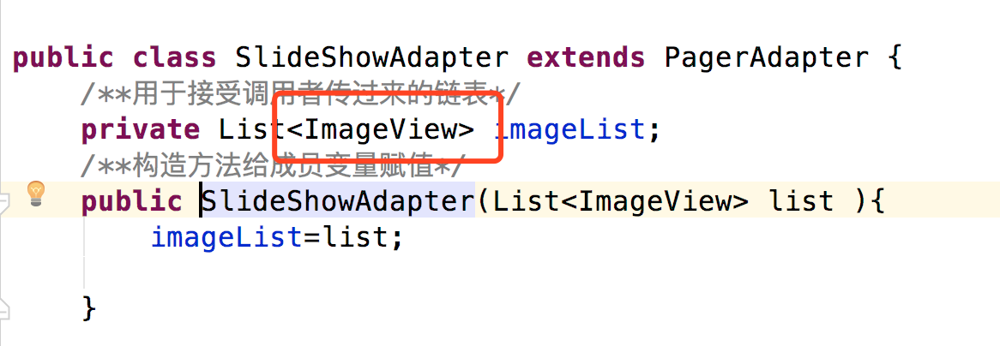 public class SlideShowAdapter extends PagerAdapter {
/**用于接受调用者传过来的链表*/
private List<ImageView> imageList;
/**构造方法给成员变量赋值*/
public SlideShowAdapter(List<ImageView> list ){
imageList=list;
}